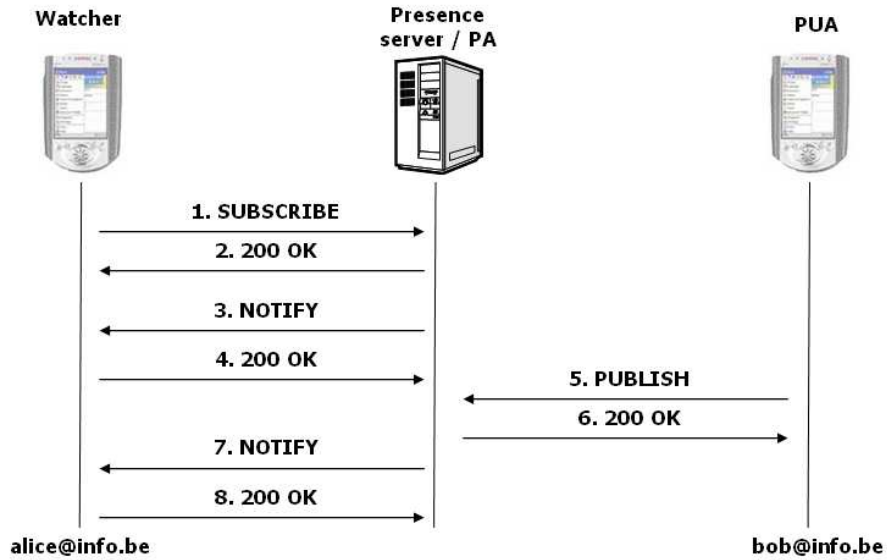 Watcher
Presence
server / PA
PUA
1. SUBSCRIBE
2. 200 OK
3. NOTIFY
4. 200 OK
5. PUBLISH
6. 200 OK
7. NOTIFY
8. 200 OK
alice@info.be
bob@info.be